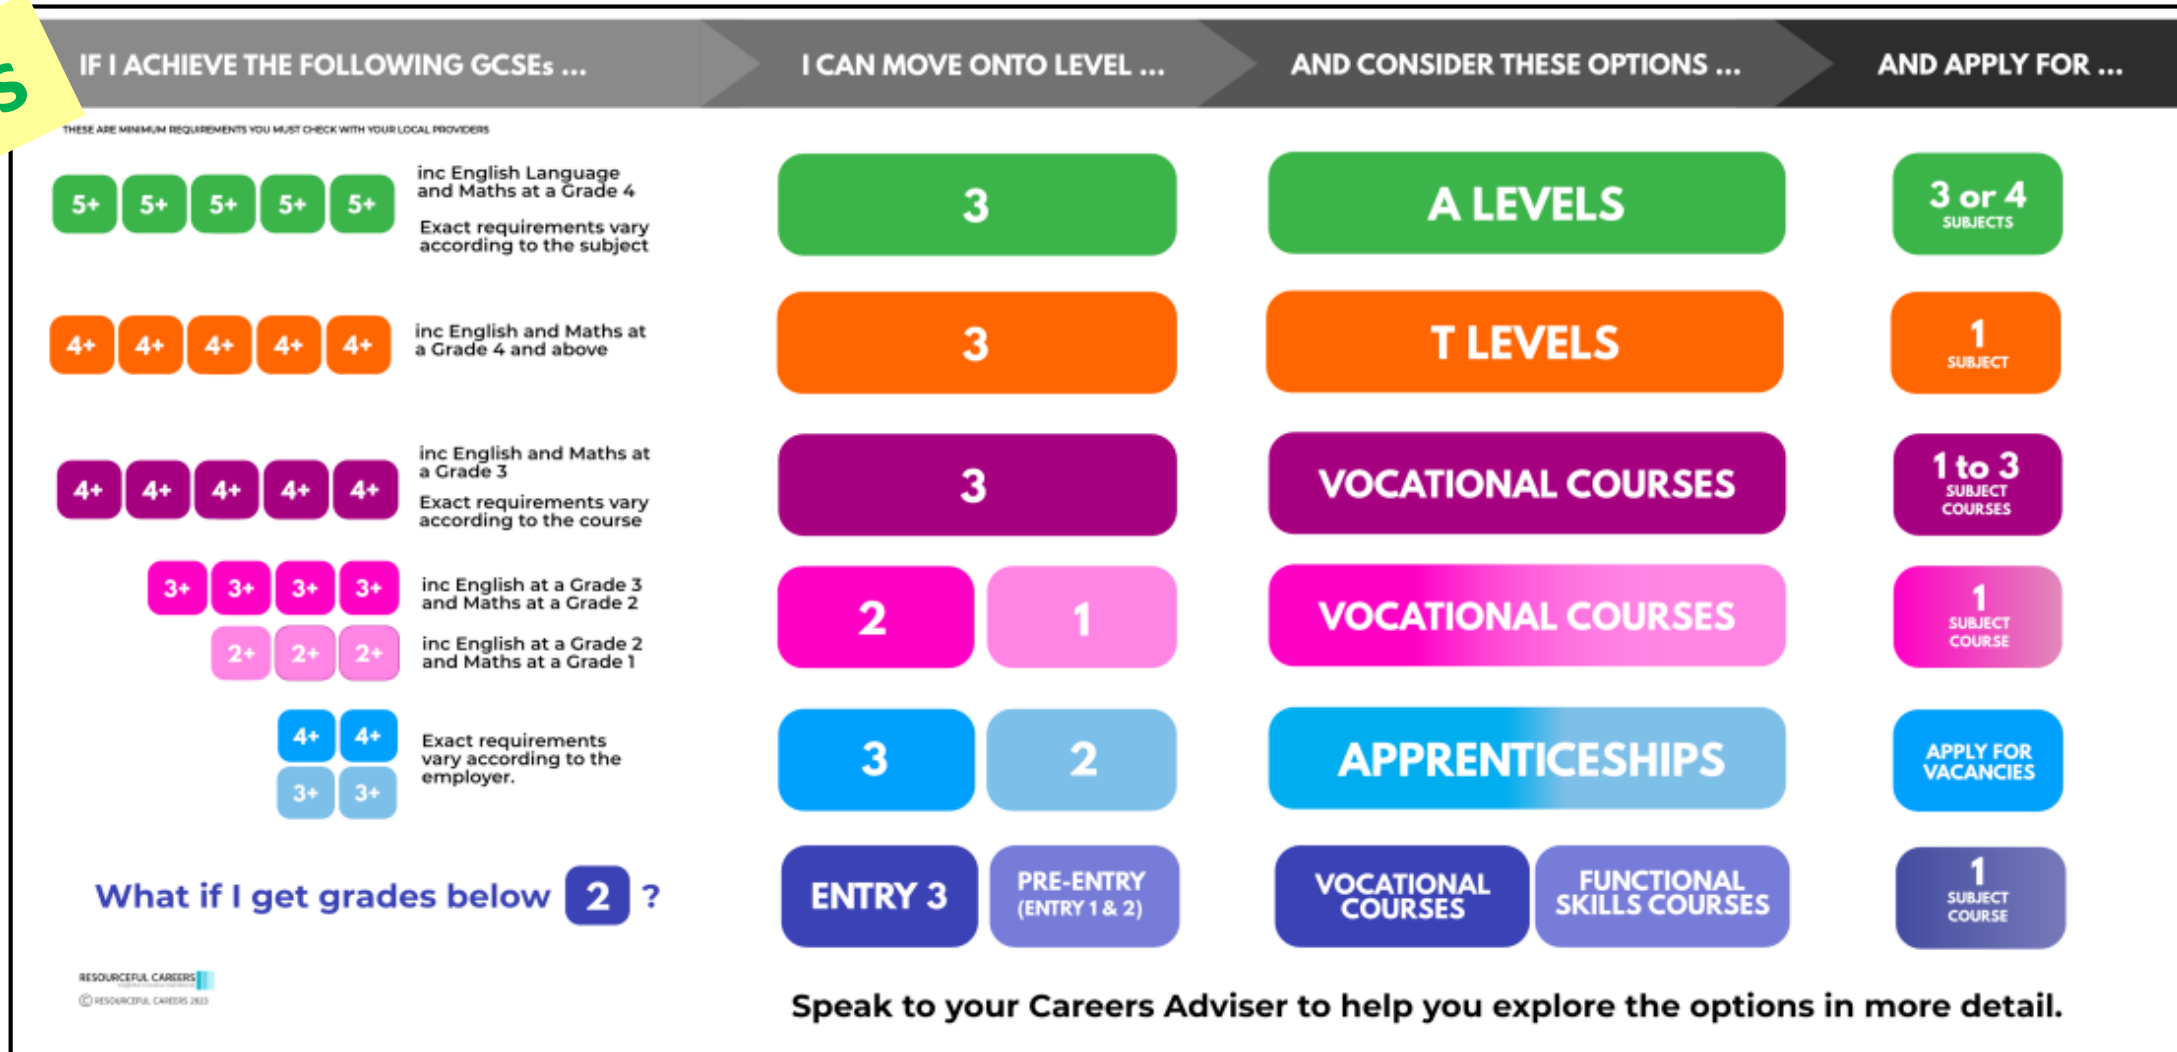 s
IF I ACHIEVE THE FOLLOWING GCSEs ...
I CAN MOVE ONTO LEVEL ...
AND CONSIDER THESE OPTIONS ...
AND APPLY FOR ...
THESE ARE MINIMUM REQUIREMENTS YOU MUST CHECK WITH YOUR LOCAL PROVIDERS
5+ 5+ 5+ 5+ 5+
inc English Language
and Maths at a Grade 4
Exact requirements vary
according to the subject
3
A LEVELS
3 or 4
SUBJECTS
4+ 4+ 4+ 4+ 4+
inc English and Maths at
a Grade 4 and above
3
T LEVELS
1
SUBJECT
4+ 4+ 4+ 4+ 4+
inc English and Maths at
a Grade 3
Exact requirements vary
according to the course
3
VOCATIONAL COURSES
1 to 3
SUBJECT
COURSES
3+ 3+ 3+ 3+
inc English at a Grade 3
and Maths at a Grade 2
2+ 2+ 2+
inc English at a Grade 2
and Maths at a Grade 1
2
1
VOCATIONAL COURSES
1
SUBJECT
COURSE
4+ 4+
3+ 3+
Exact requirements
vary according to the
employer.
3
2
APPRENTICESHIPS
APPLY FOR
VACANCIES
What if I get grades below 2 ?
ENTRY 3
PRE-ENTRY
(ENTRY 1 & 2)
VOCATIONAL
COURSES
FUNCTIONAL
SKILLS COURSES
1
SUBJECT
COURSE
RESOURCEFUL CAREERS
© RESOURCEFUL CAREERS 2023
Speak to your Careers Adviser to help you explore the options in more detail.